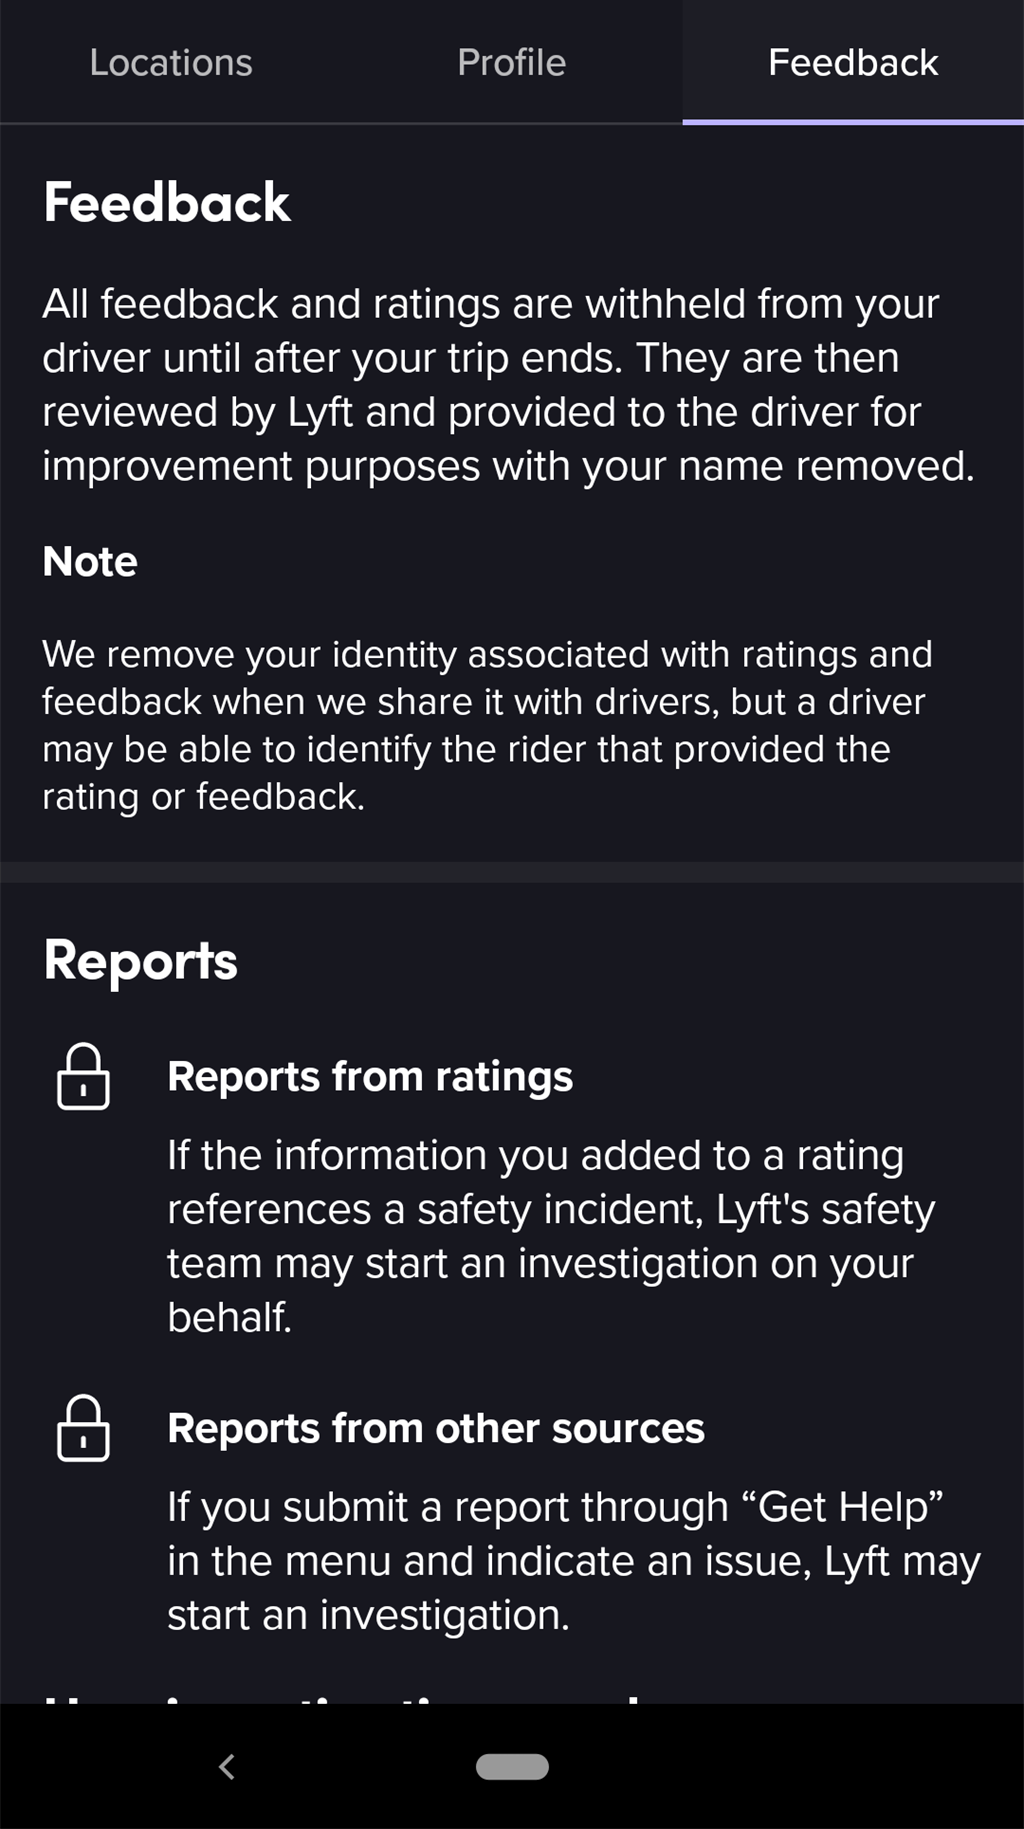 Locations Profile Feedback
Feedback
All feedback and ratings are withheld from your
driver until after your trip ends. They are then
reviewed by Lyft and provided to the driver for
improvement purposes with your name removed.
Note
We remove your identity associated with ratings and
feedback when we share it with drivers, but a driver
may be able to identify the rider that provided the
rating or feedback.
Reports
Reports from ratings
If the information you added to a rating
references a safety incident, Lyft's safety
team may start an investigation on your
behalf.
Reports from other sources
If you submit a report through “Get Help”
in the menu and indicate an issue, Lyft may
start an investigation.